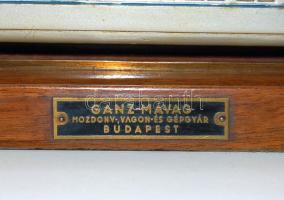 GANZ-MÁVAG
MOZDONY-, VAGON-ÉS GÉPGYÁR
BUDAPEST